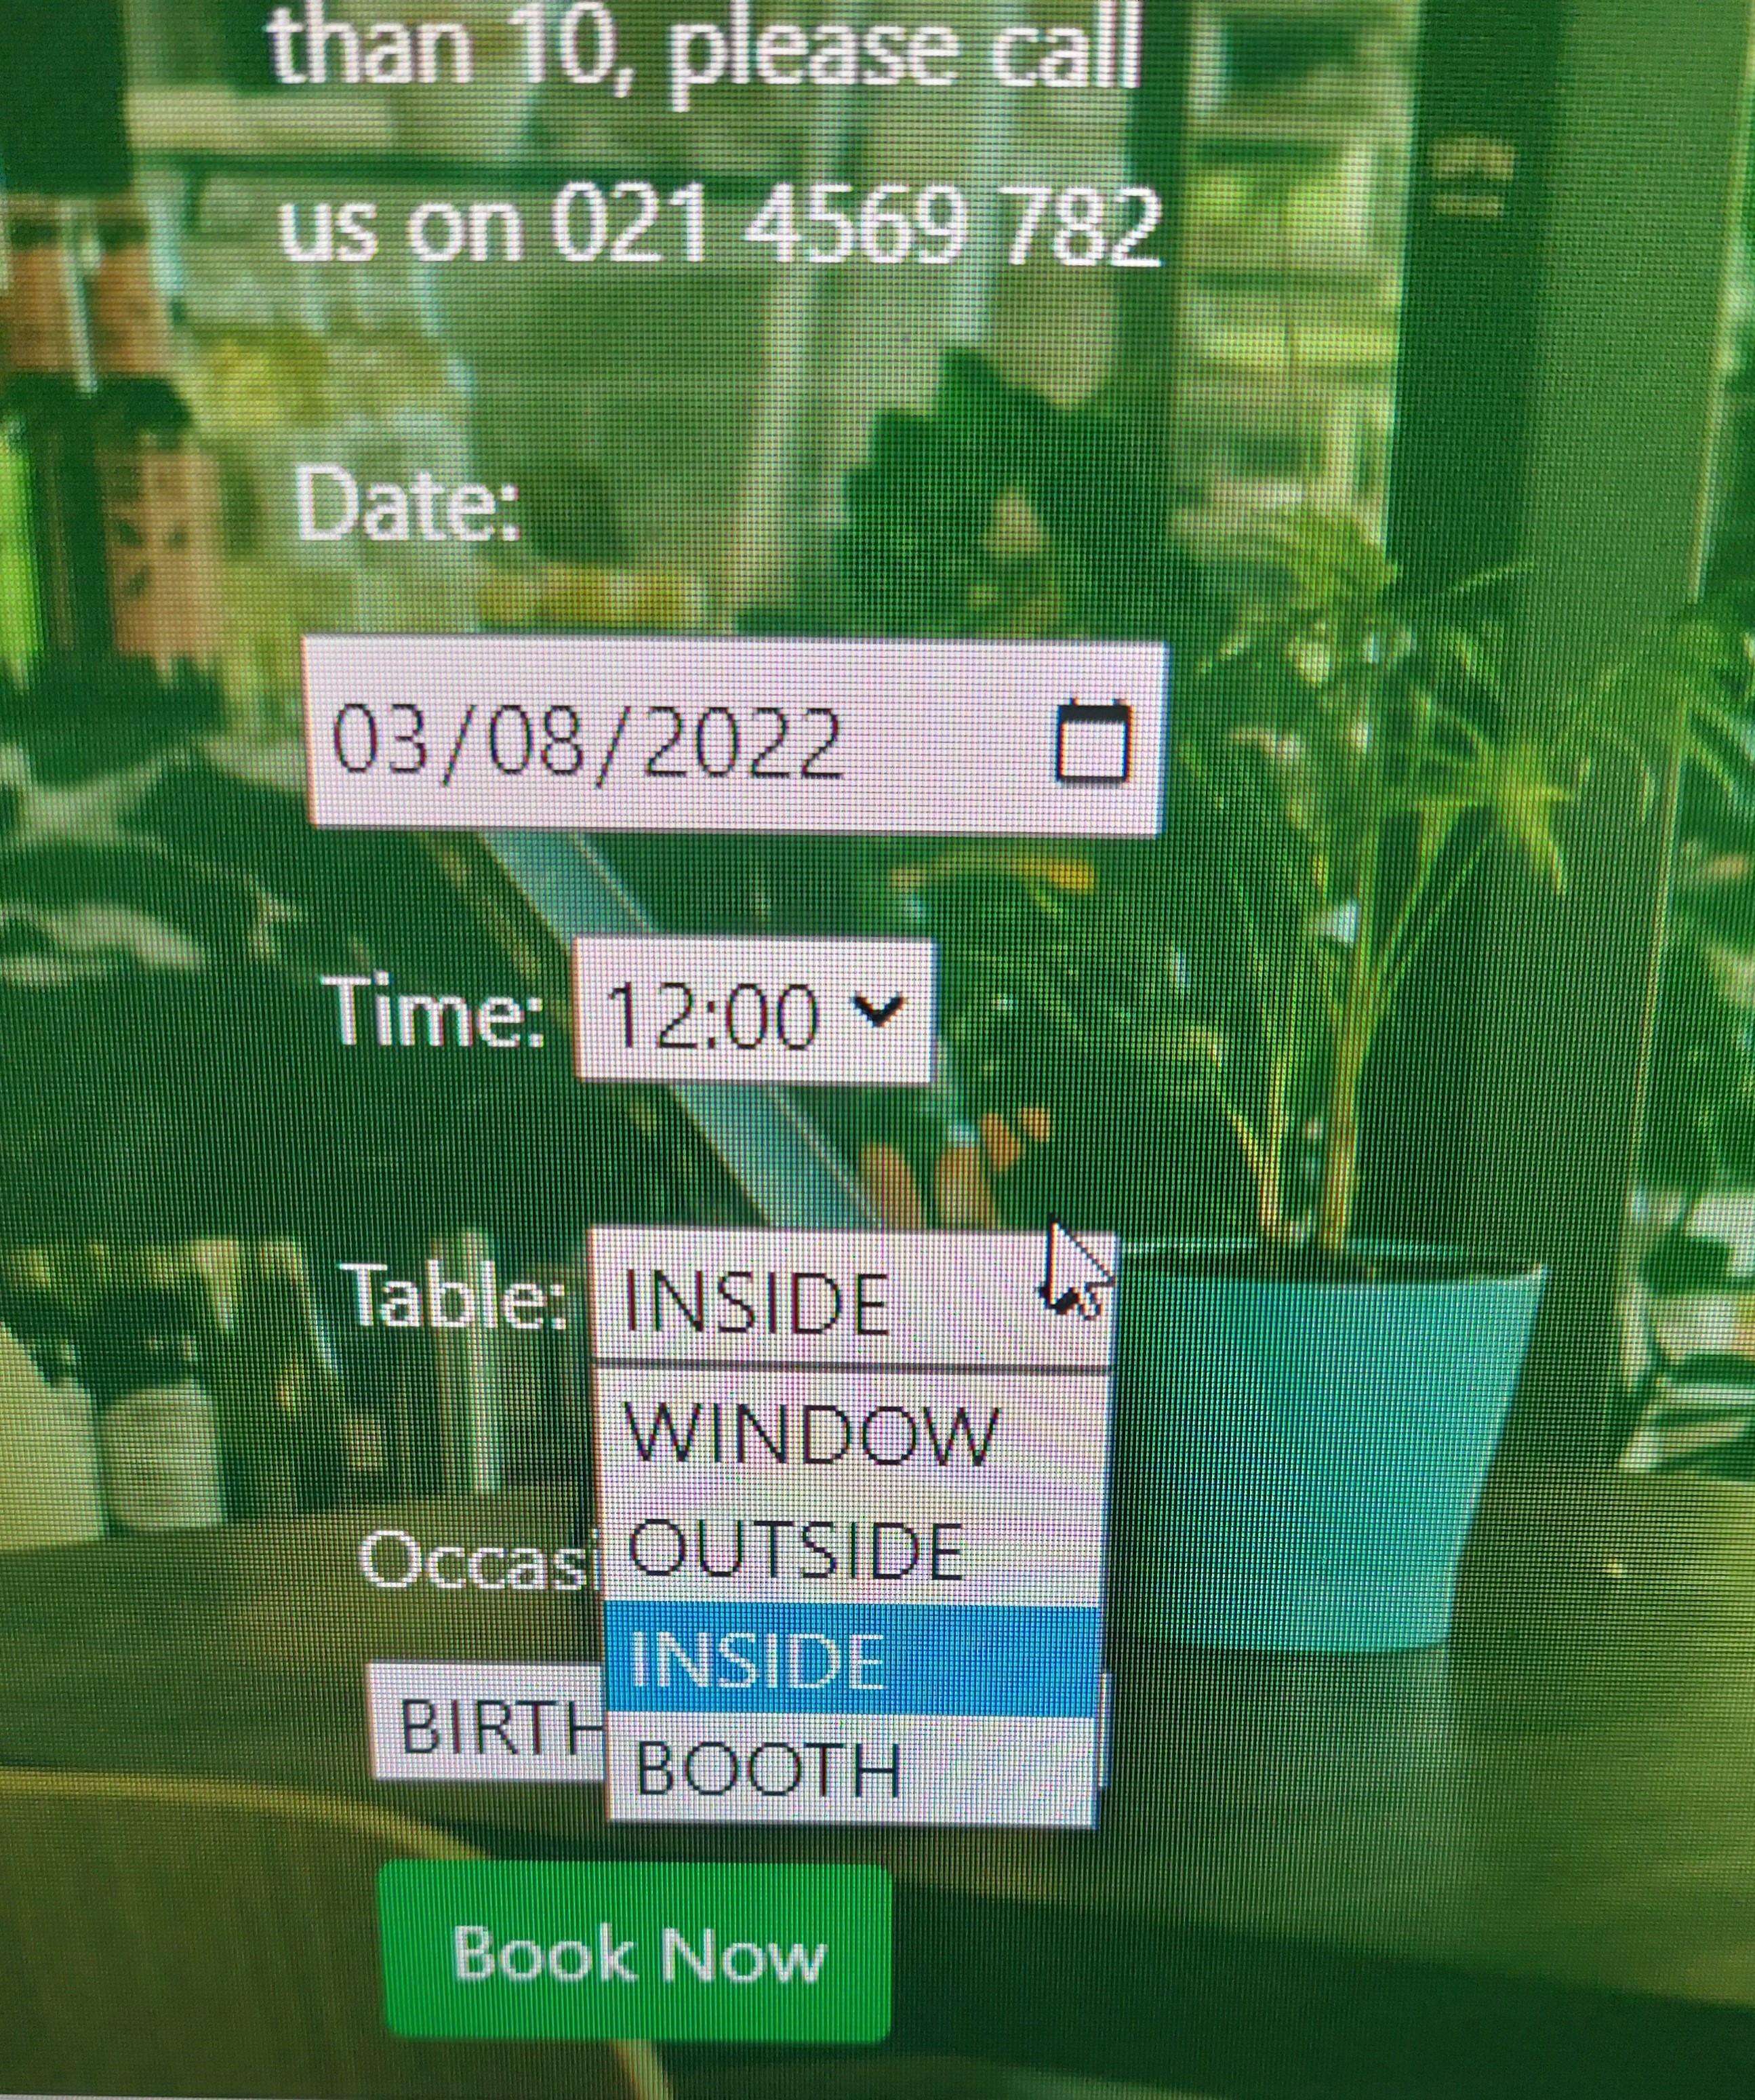 than 10, please call
us on 021 4569 782
Date:
03/08/2022
Time: 12:00
Table: INSIDE
WINDOW
OUTSIDE
Occasi
INSIDE
BIRTH
BOOTH
Book Now